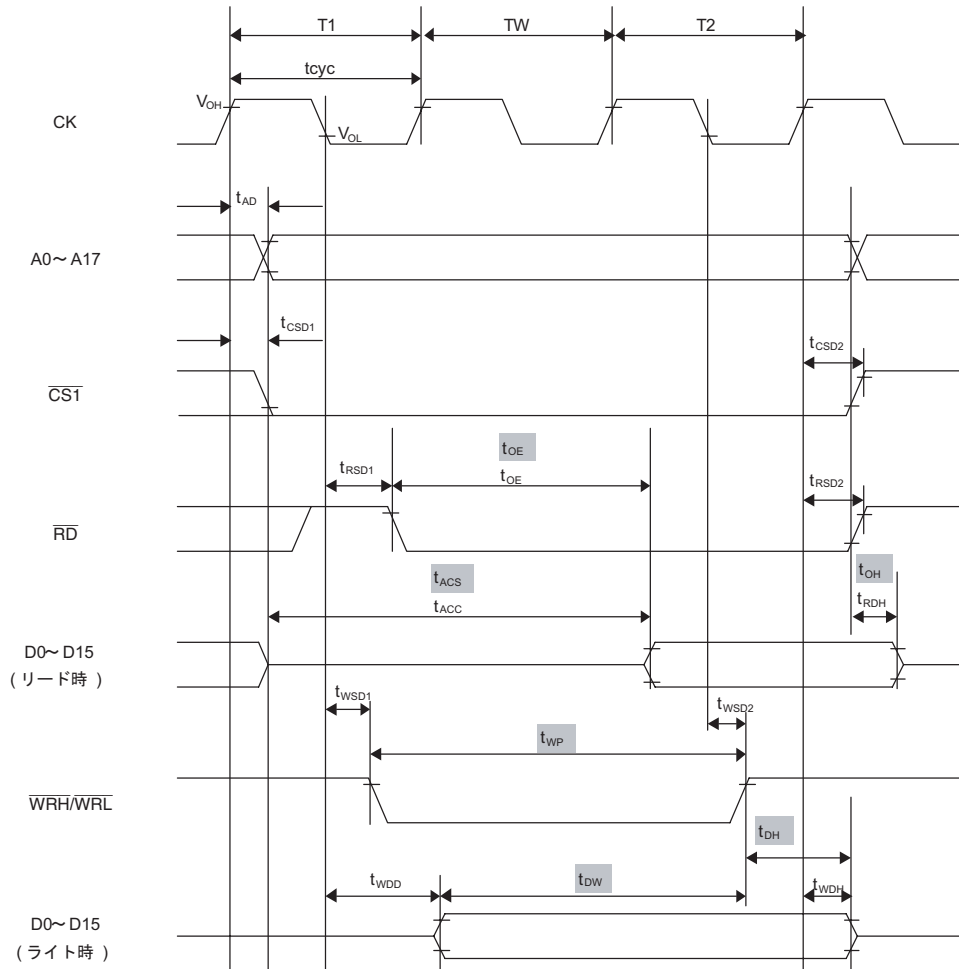 T1 TW T2
tcyc
VOH
CK
VOL
tAD
A0～A17
tCSD1
tCSD2
CS1
tOE
tRSD1
tOE
tRSD2
RD
tACS
tOH
tACC
tRDH
D0～D15
(リード時)
tWSD1
tWSD2
tWP
WRH/WRL
tDH
tWDD
tDW
tWDH
D0～D15
(ライト時)